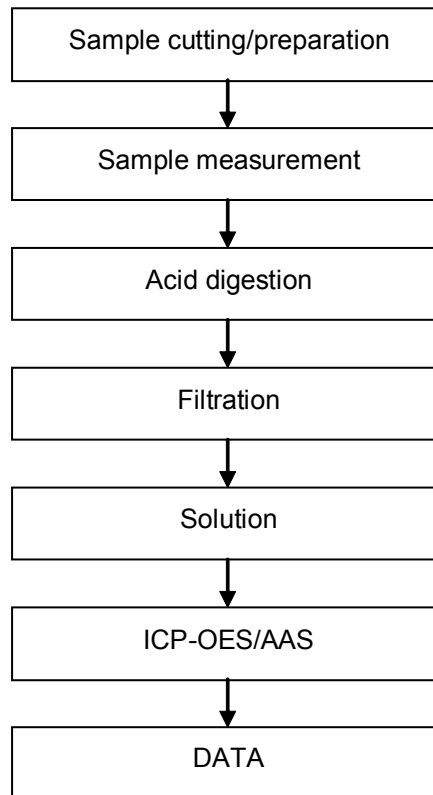 Sample cutting/preparation
Sample measurement
Acid digestion
Filtration
Solution
ICP-OES/AAS
DATA